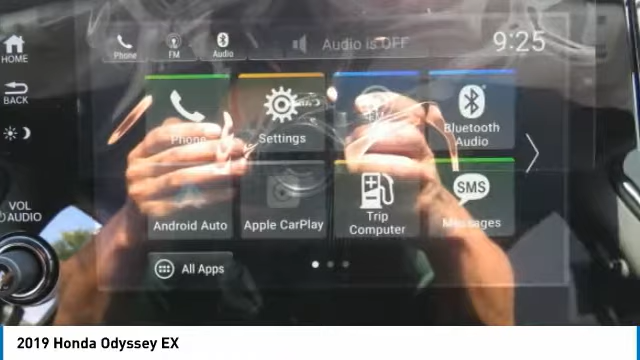 HOME
BACK
VOL
AUDIO
Phone
FM
Audio
Audio is OFF
9:25
Phone
Settings
Bluetooth
Audio
Android Auto
Apple CarPlay
Trip
Computer
SMS
Messages
All Apps
2019 Honda Odyssey EX